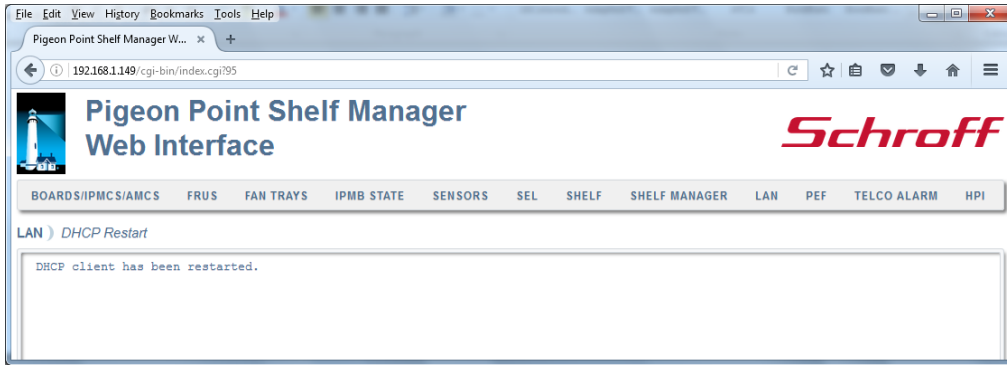 File Edit View History Bookmarks Tools Help
Pigeon Point Shelf Manager W... × +
192.168.1.149/cgi-bin/index.cgi?95
Pigeon Point Shelf Manager
Web Interface
Schroff
BOARDS/IPMCS/AMCS FRUS FAN TRAYS IPMB STATE SENSORS SEL SHELF SHELF MANAGER LAN PEF TELCO ALARM HPI
LAN ) DHCP Restart
DHCP client has been restarted.